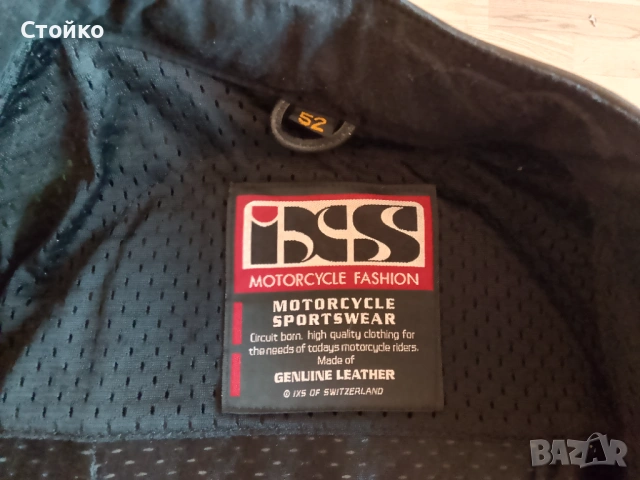 Стойко
52
iXS
MOTORCYCLE FASHION
MOTORCYCLE
SPORTSWEAR
Circuit born, high quality clothing for
the needs of todays motorcycle riders.
Made of
GENUINE LEATHER
© IXS OF SWITZERLAND
BAZAR